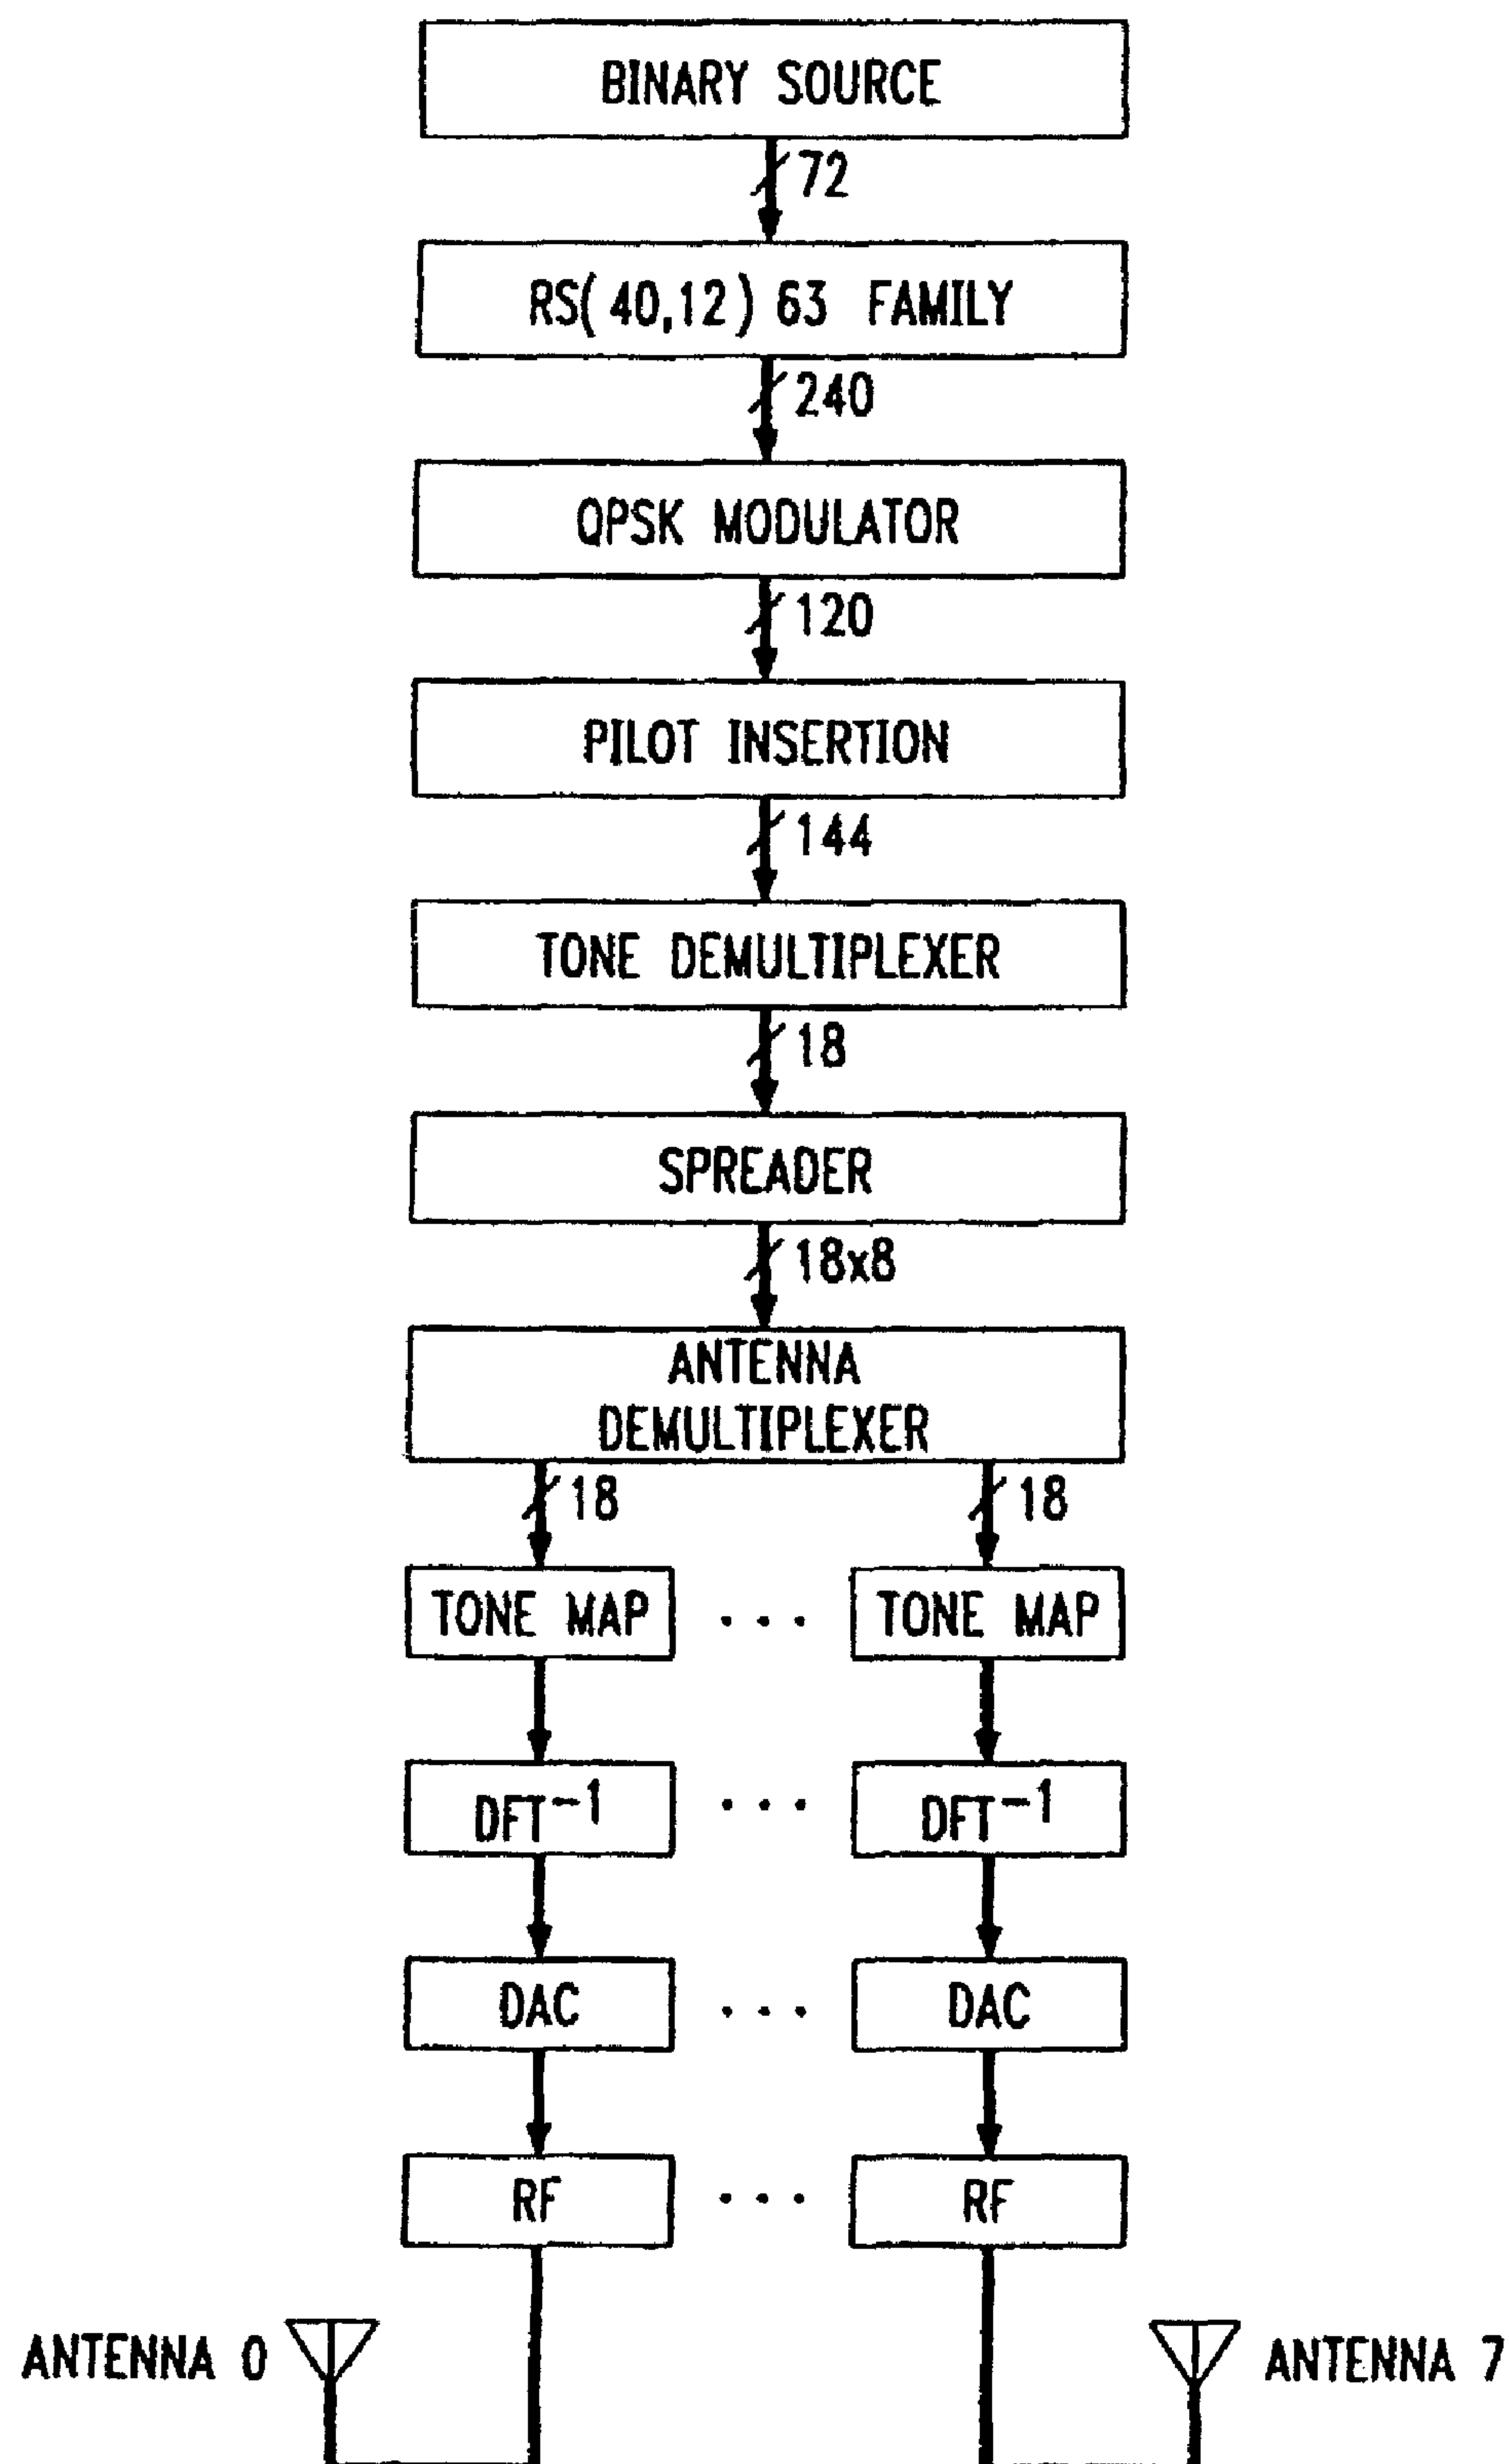 BINARY SOURCE
72
RS(40,12) 63 FAMILY
240
QPSK MODULATOR
120
PILOT INSERTION
144
TONE DEMULTIPLEXER
18
SPREADER
18x8
ANTENNA
DEMULTIPLEXER
18 18
TONE MAP ... TONE MAP
DFT⁻¹ ... DFT⁻¹
DAC ... DAC
RF ... RF
ANTENNA 0 ANTENNA 7